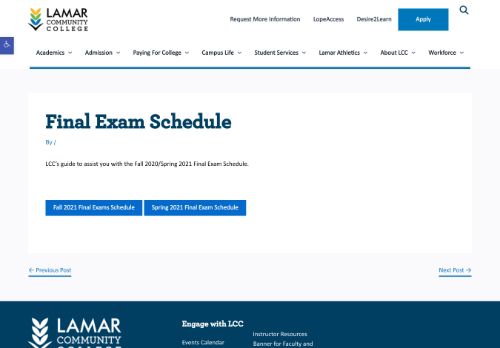 LAMAR
COMMUNITY
COLLEGE
Request More Information LopeAccess Desire2Learn Apply
Academics Admission Paying For College Campus Life Student Services Lamar Athletics About LCC Workforce
Final Exam Schedule
By /
LCC's guide to assist you with the Fall 2020/Spring 2021 Final Exam Schedule.
Fall 2021 Final Exams Schedule Spring 2021 Final Exam Schedule
← Previous Post Next Post →
LAMAR
COMMUNITY
COLLEGE
Engage with LCC
Events Calendar
Instructor Resources
Banner for Faculty and